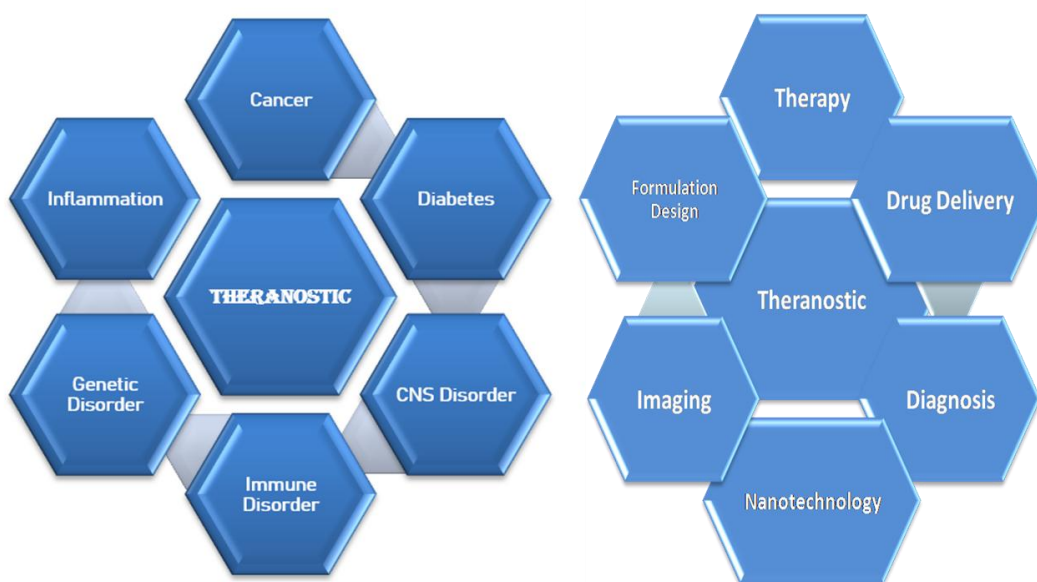 Cancer
Inflammation
Diabetes
THERANOSTIC
Genetic
Disorder
CNS Disorder
Immune
Disorder
Therapy
Formulation
Design
Drug Delivery
Theranostic
Imaging
Diagnosis
Nanotechnology